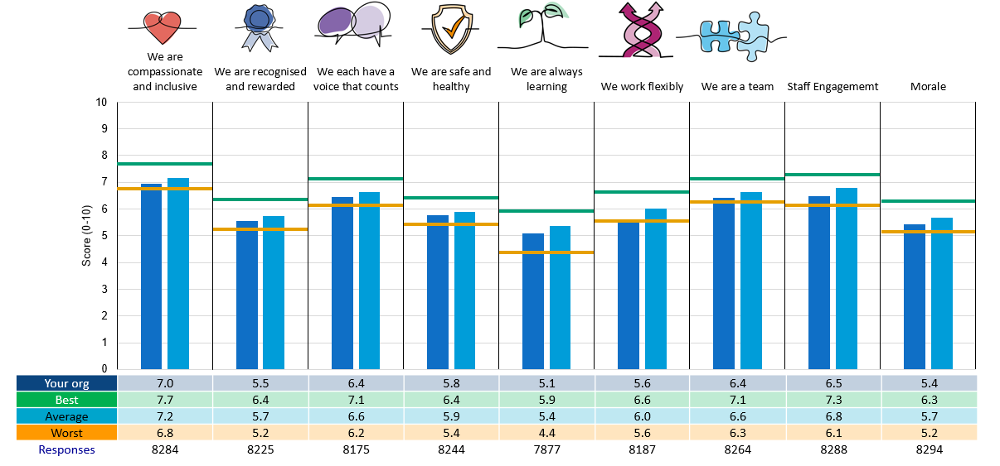 We are
compassionate
and inclusive
We are recognised
and rewarded
We each have a
voice that counts
We are safe and
healthy
We are always
learning
We work flexibly
We are a team
Staff Engagememt
Morale
10
9
8
7
6
5
4
3
2
1
0
Score (0-10)
Your org 7.0 5.5 6.4 5.8 5.1 5.6 6.4 6.5 5.4
Best 7.7 6.4 7.1 6.4 5.9 6.6 7.1 7.3 6.3
Average 7.2 5.7 6.6 5.9 5.4 6.0 6.6 6.8 5.7
Worst 6.8 5.2 6.2 5.4 4.4 5.6 6.3 6.1 5.2
Responses 8284 8225 8175 8244 7877 8187 8264 8288 8294